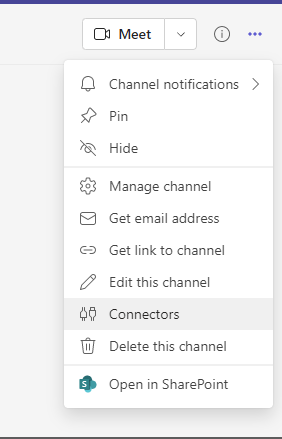 Meet
Channel notifications
Pin
Hide
Manage channel
Get email address
Get link to channel
Edit this channel
Connectors
Delete this channel
Open in SharePoint